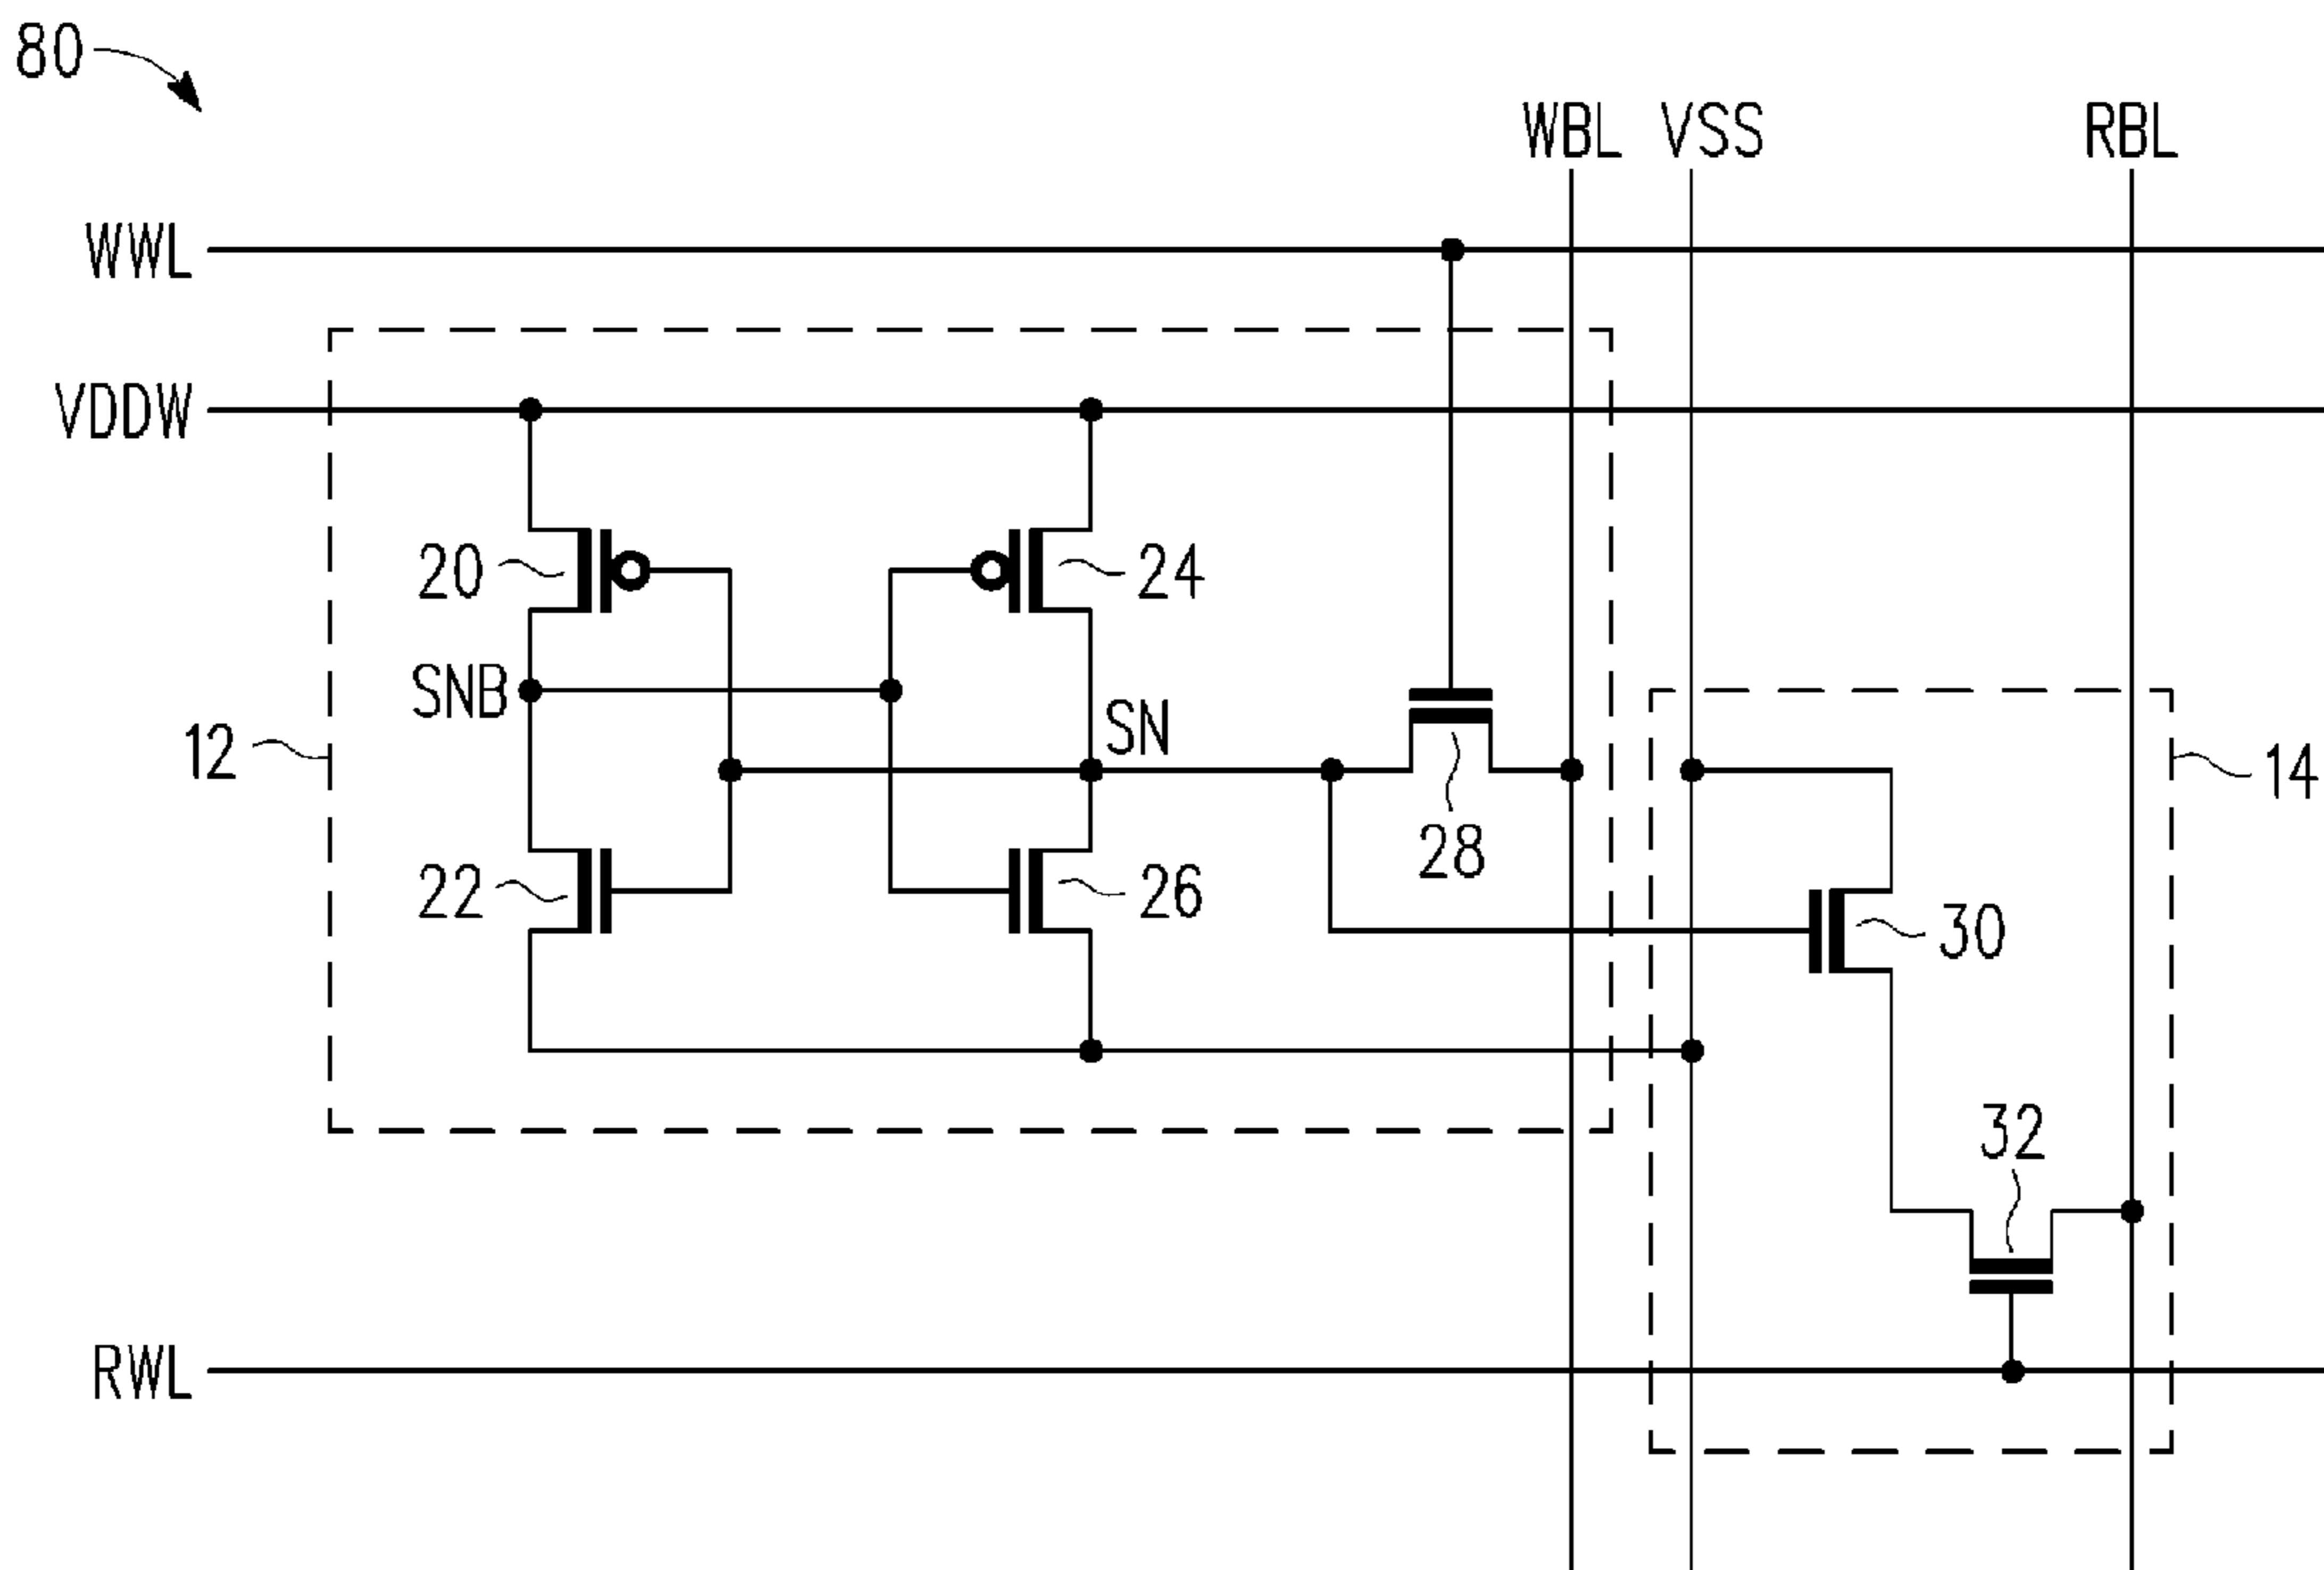 80
WBL VSS RBL
WWL
VDDW
20 24
SNB SN
12 14
28
22 26 30
32
RWL